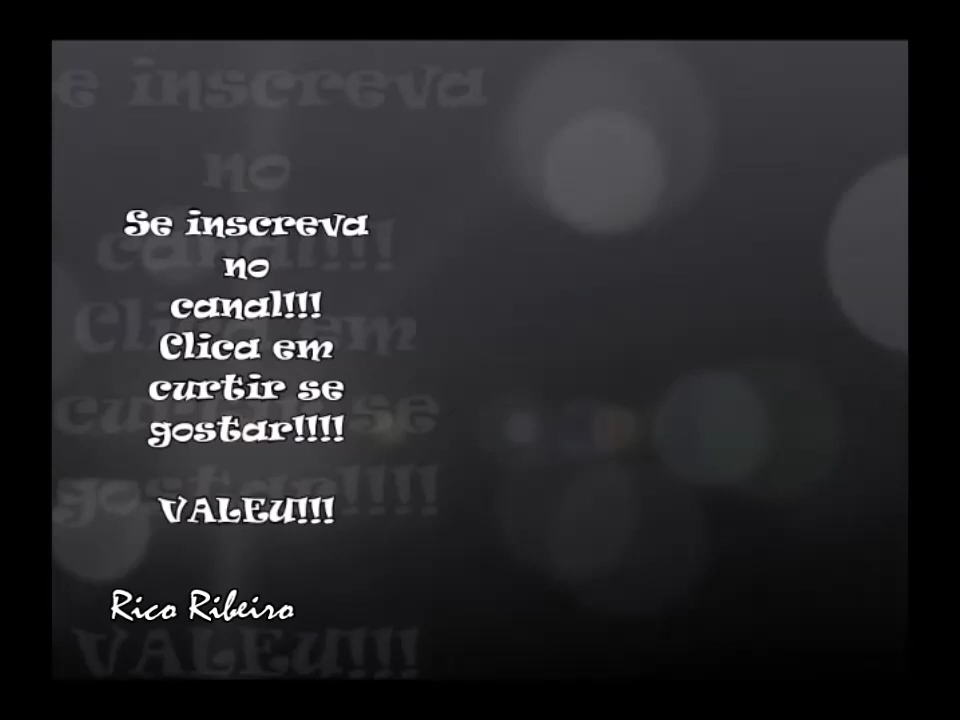 Se inscreva
no
canal!!!
Clica em
curtir se
gostar!!!!
VALEU!!!
Rico Ribeiro